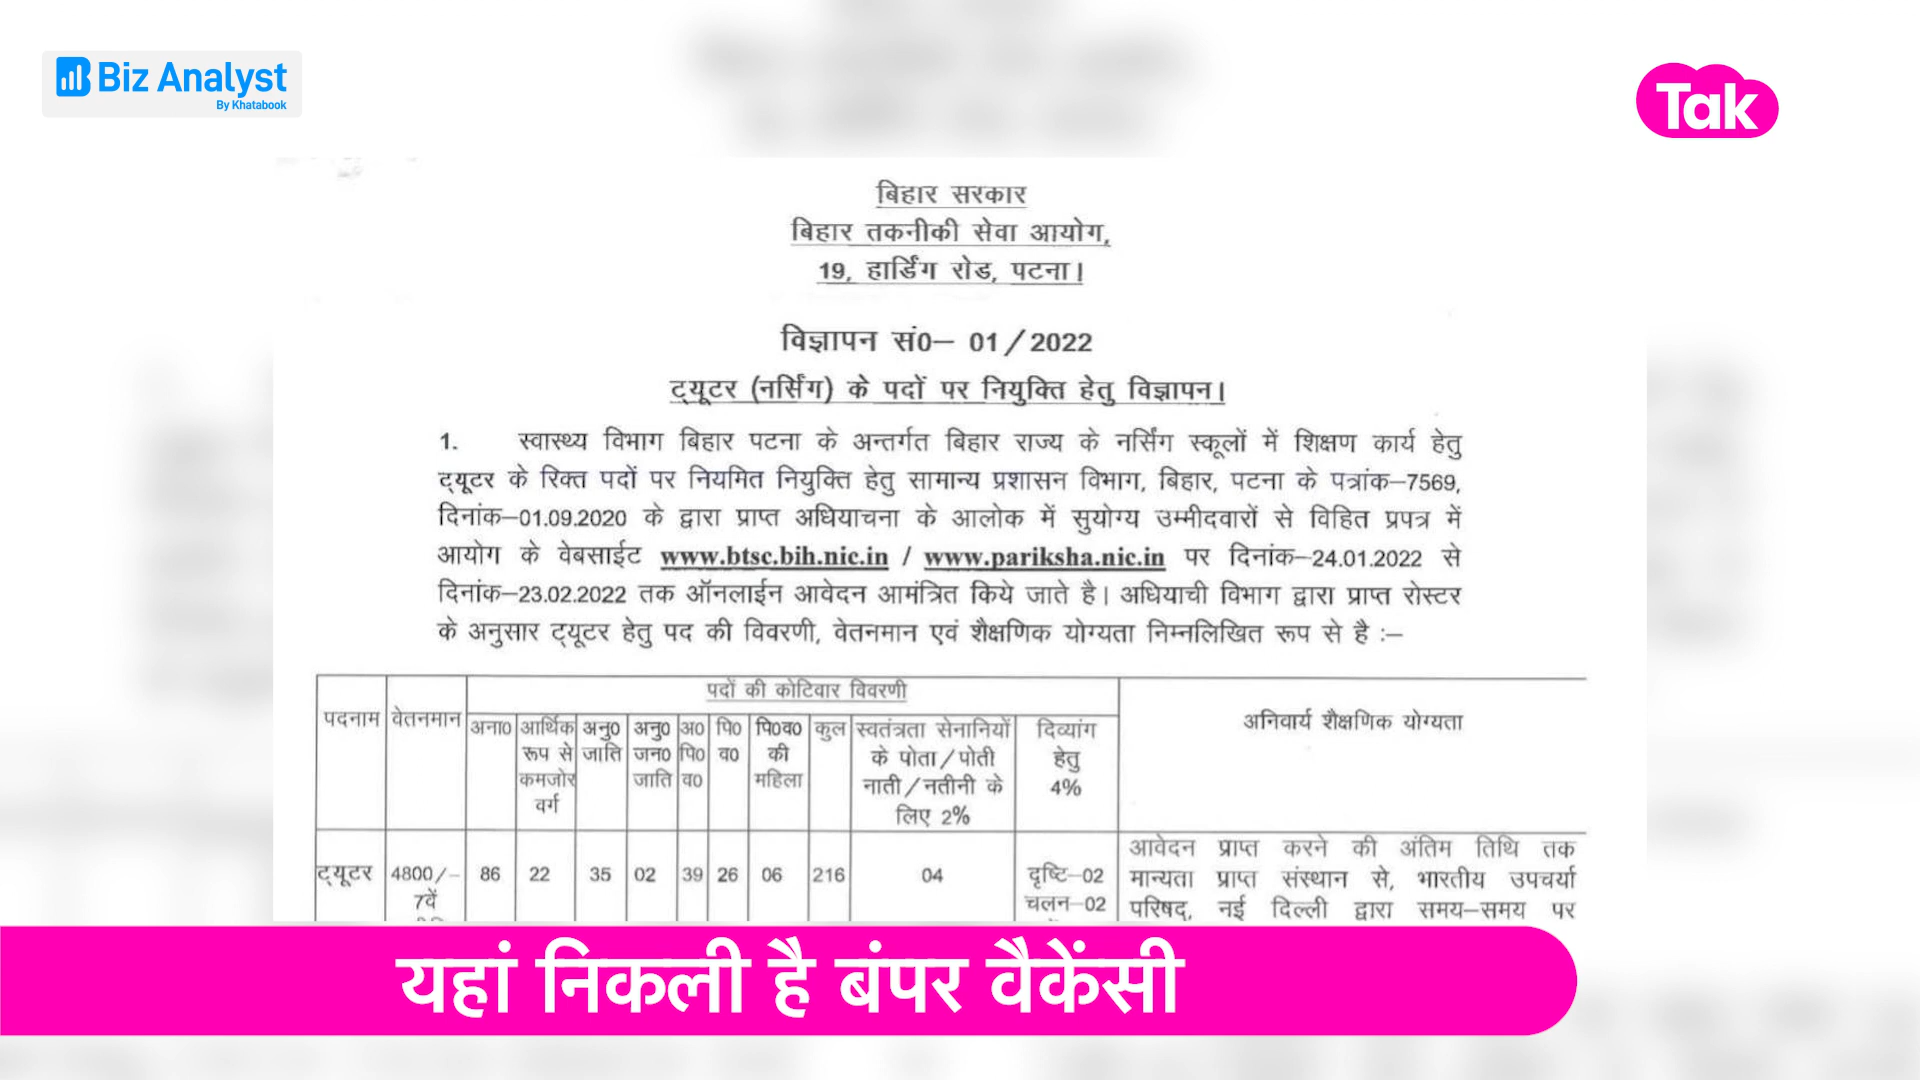 Biz Analyst
By Khatabook
Tak
बिहार सरकार
बिहार तकनीकी सेवा आयोग,
19, हार्डिंग रोड, पटना।
विज्ञापन सं0– 01/2022
ट्यूटर (नर्सिंग) के पदों पर नियुक्ति हेतु विज्ञापन।
1. स्वास्थ्य विभाग बिहार पटना के अन्तर्गत बिहार राज्य के नर्सिंग स्कूलों में शिक्षण कार्य हेतु
ट्यूटर के रिक्त पदों पर नियमित नियुक्ति हेतु सामान्य प्रशासन विभाग, बिहार, पटना के पत्रांक–7569,
दिनांक–01.09.2020 के द्वारा प्राप्त अधियाचना के आलोक में सुयोग्य उम्मीदवारों से विहित प्रपत्र में
आयोग के वेबसाईट www.btsc.bih.nic.in / www.pariksha.nic.in पर दिनांक–24.01.2022 से
दिनांक–23.02.2022 तक ऑनलाईन आवेदन आमंत्रित किये जाते है। अधियाची विभाग द्वारा प्राप्त रोस्टर
के अनुसार ट्यूटर हेतु पद की विवरणी, वेतनमान एवं शैक्षणिक योग्यता निम्नलिखित रूप से है :–
पदों की कोटिवार विवरणी
पदनाम वेतनमान अना0 आर्थिक अनु0 अनु0 अ0 पि0 पि0व0 कुल स्वतंत्रता सेनानियों दिव्यांग अनिवार्य शैक्षणिक योग्यता
रूप से जाति जन0 पि0 व0 की के पोता/पोती हेतु
कमजोर जाति व0 महिला नाती/नतीनी के 4%
वर्ग लिए 2%
आवेदन प्राप्त करने की अंतिम तिथि तक
ट्यूटर 4800/– 86 22 35 02 39 26 06 216 04 दृष्टि–02 मान्यता प्राप्त संस्थान से, भारतीय उपचर्या
7वें चलन–02 परिषद, नई दिल्ली द्वारा समय–समय पर
यहां निकली है बंपर वैकेंसी